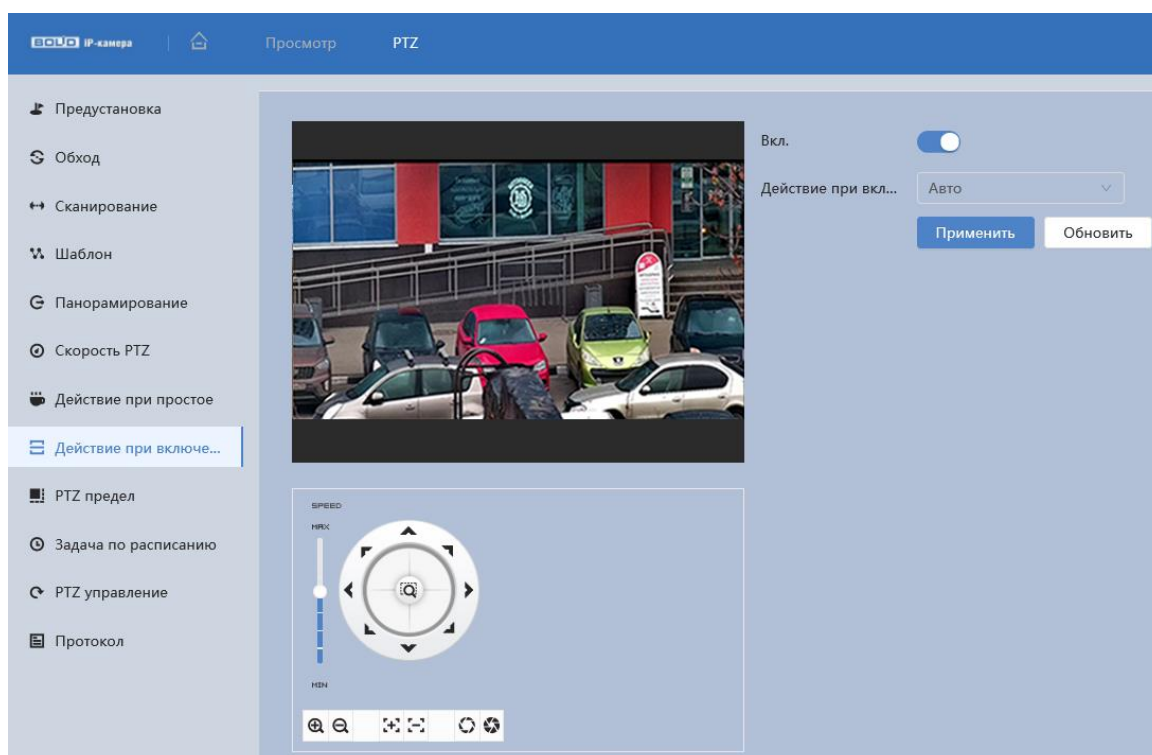 BOLID IP-камера
Просмотр
PTZ
Предустановка
Обход
Сканирование
Шаблон
Панорамирование
Скорость PTZ
Действие при простое
Действие при включе...
PTZ предел
Задача по расписанию
PTZ управление
Протокол
Вкл.
Действие при вкл...
Авто
Применить
Обновить
SPEED
MAX
MIN